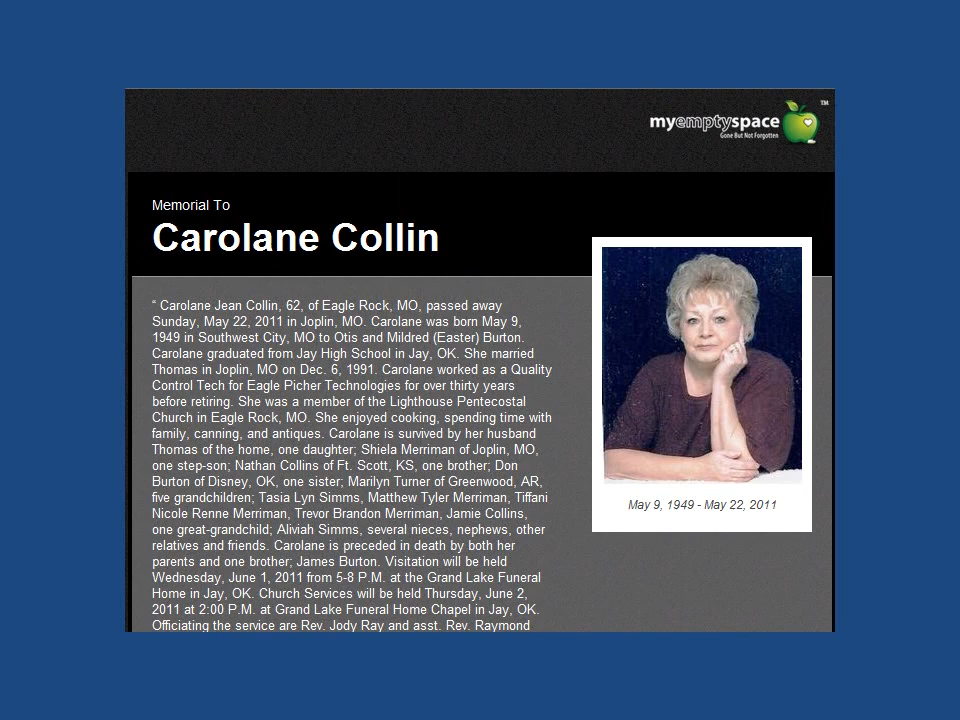 myemptyspace™
Gone But Not Forgotten
Memorial To
Carolane Collin
“ Carolane Jean Collin, 62, of Eagle Rock, MO, passed away
Sunday, May 22, 2011 in Joplin, MO. Carolane was born May 9,
1949 in Southwest City, MO to Otis and Mildred (Easter) Burton.
Carolane graduated from Jay High School in Jay, OK. She married
Thomas in Joplin, MO on Dec. 6, 1991. Carolane worked as a Quality
Control Tech for Eagle Picher Technologies for over thirty years
before retiring. She was a member of the Lighthouse Pentecostal
Church in Eagle Rock, MO. She enjoyed cooking, spending time with
family, canning, and antiques. Carolane is survived by her husband
Thomas of the home, one daughter; Shiela Merriman of Joplin, MO,
one step-son; Nathan Collins of Ft. Scott, KS, one brother; Don
Burton of Disney, OK, one sister; Marilyn Turner of Greenwood, AR,
five grandchildren; Tasia Lyn Simms, Matthew Tyler Merriman, Tiffani
Nicole Renne Merriman, Trevor Brandon Merriman, Jamie Collins,
one great-grandchild; Aliviah Simms, several nieces, nephews, other
relatives and friends. Carolane is preceded in death by both her
parents and one brother; James Burton. Visitation will be held
Wednesday, June 1, 2011 from 5-8 P.M. at the Grand Lake Funeral
Home in Jay, OK. Church Services will be held Thursday, June 2,
2011 at 2:00 P.M. at Grand Lake Funeral Home Chapel in Jay, OK.
Officiating the service are Rev. Jody Ray and asst. Rev. Raymond
May 9, 1949 - May 22, 2011